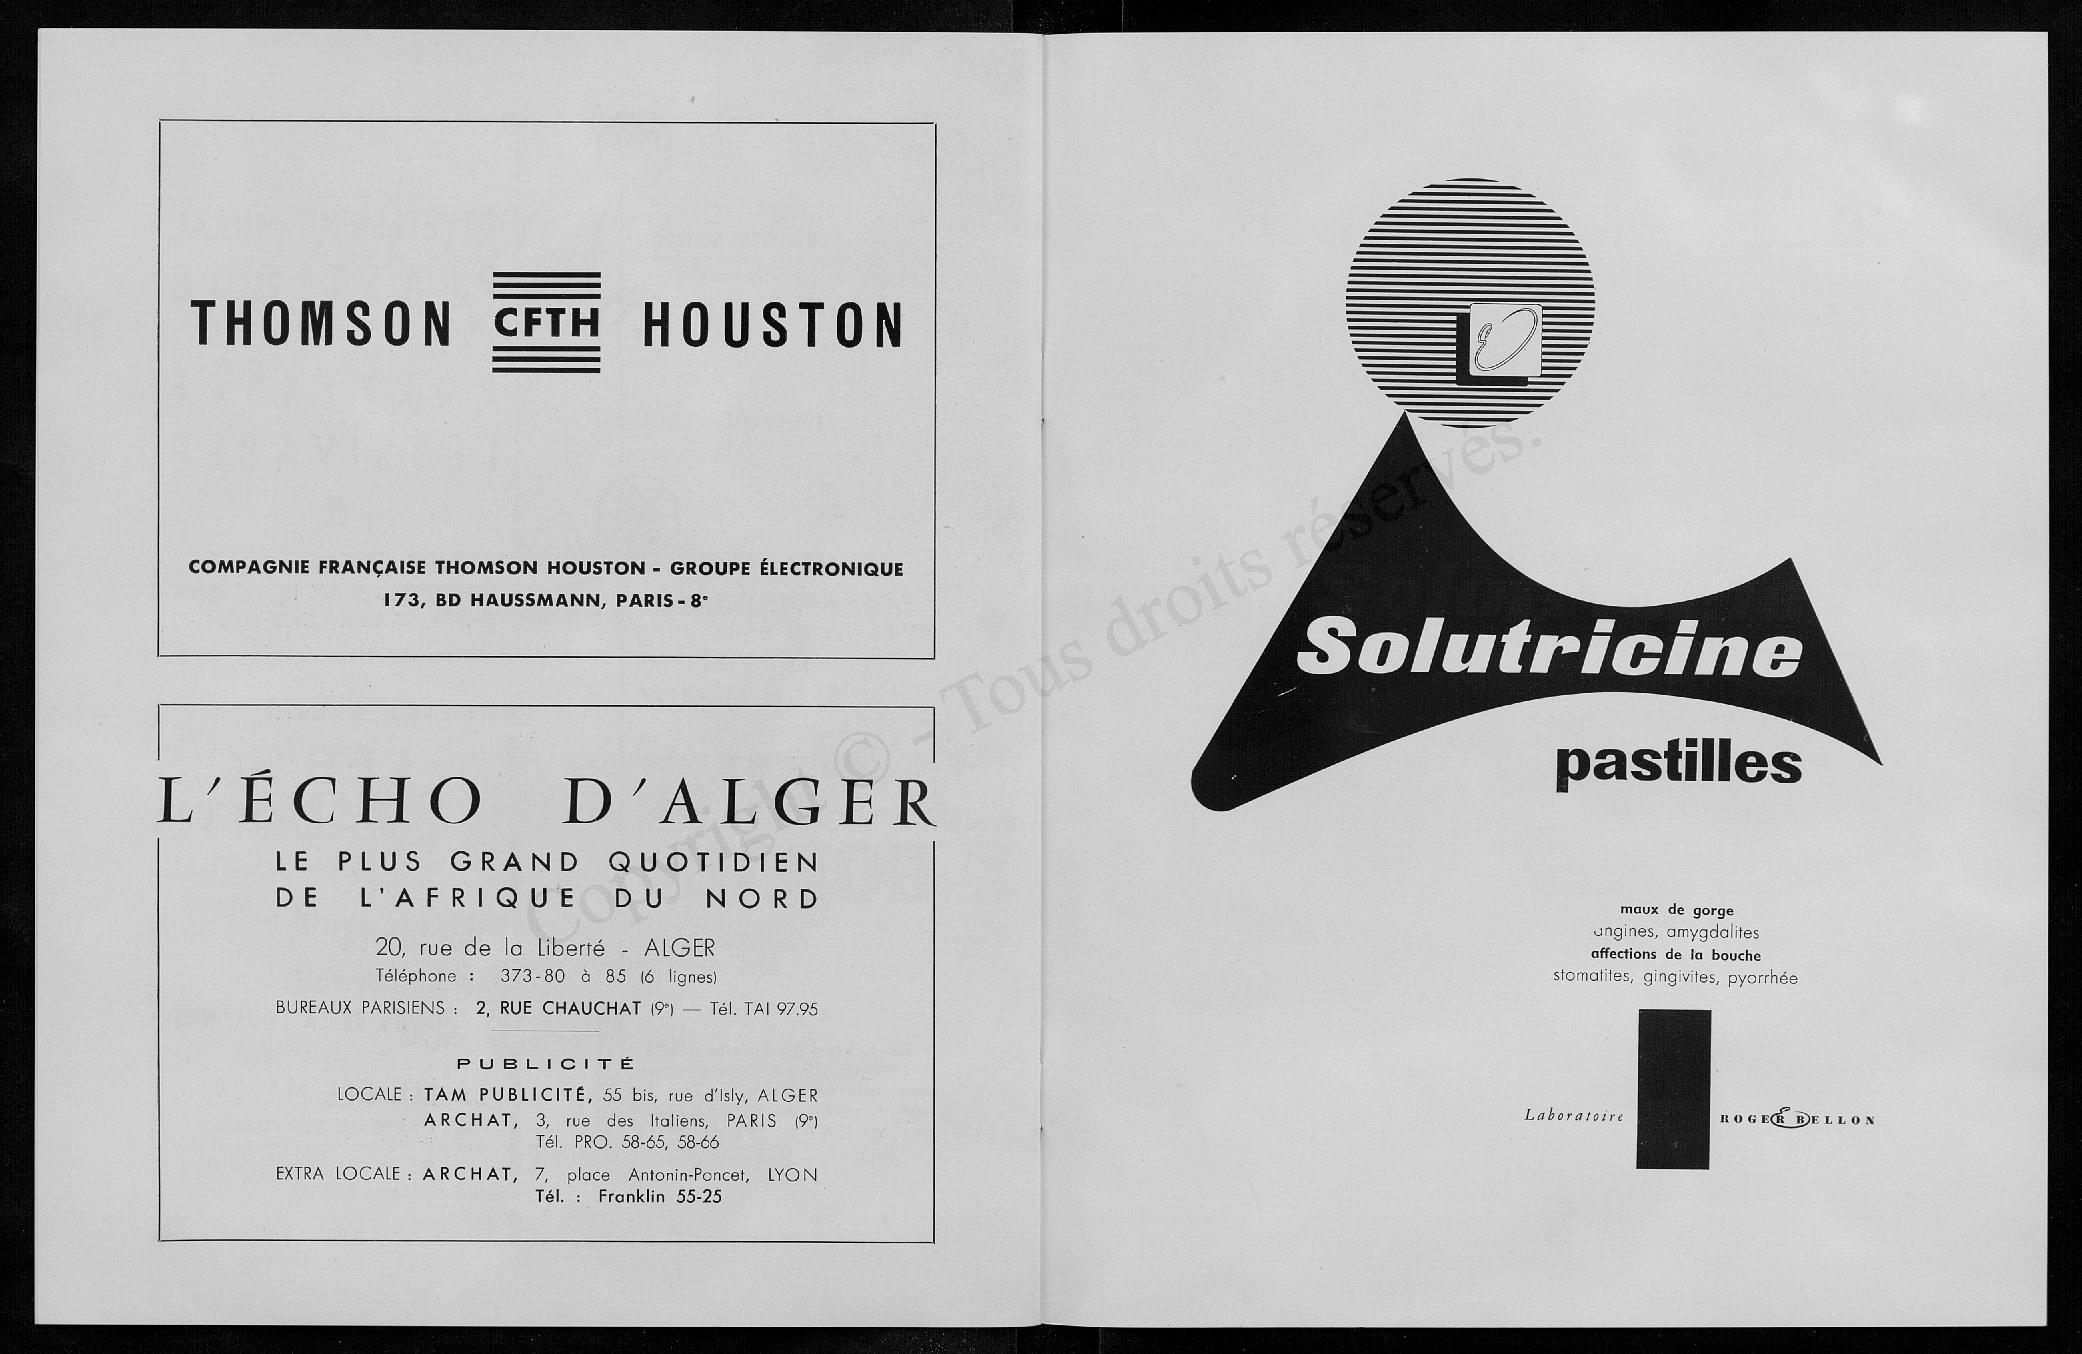 THOMSON CFTH HOUSTON
COMPAGNIE FRANÇAISE THOMSON HOUSTON - GROUPE ÉLECTRONIQUE
173, BD HAUSSMANN, PARIS - 8e
L'ÉCHO D'ALGER
LE PLUS GRAND QUOTIDIEN
DE L'AFRIQUE DU NORD
20, rue de la Liberté - ALGER
Téléphone : 373-80 à 85 (6 lignes)
BUREAUX PARISIENS : 2, RUE CHAUCHAT (9e) — Tél. TAI 97.95
PUBLICITÉ
LOCALE : TAM PUBLICITÉ, 55 bis, rue d'Isly, ALGER
ARCHAT, 3, rue des Italiens, PARIS (9e)
Tél. PRO. 58-65, 58-66
EXTRA LOCALE : ARCHAT, 7, place Antonin-Poncet, LYON
Tél. : Franklin 55-25
Solutricine
pastilles
maux de gorge
angines, amygdalites
affections de la bouche
stomatites, gingivites, pyorrhée
Laboratoire ROGER BELLON
Copyright © - Tous droits réservés.